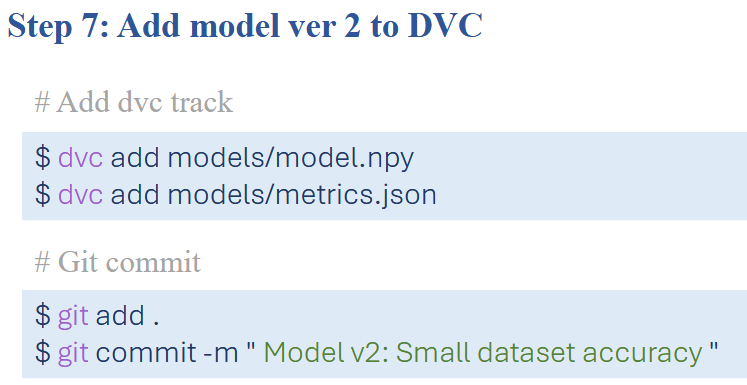 Step 7: Add model ver 2 to DVC
# Add dvc track
$ dvc add models/model.npy
$ dvc add models/metrics.json
# Git commit
$ git add .
$ git commit -m " Model v2: Small dataset accuracy "